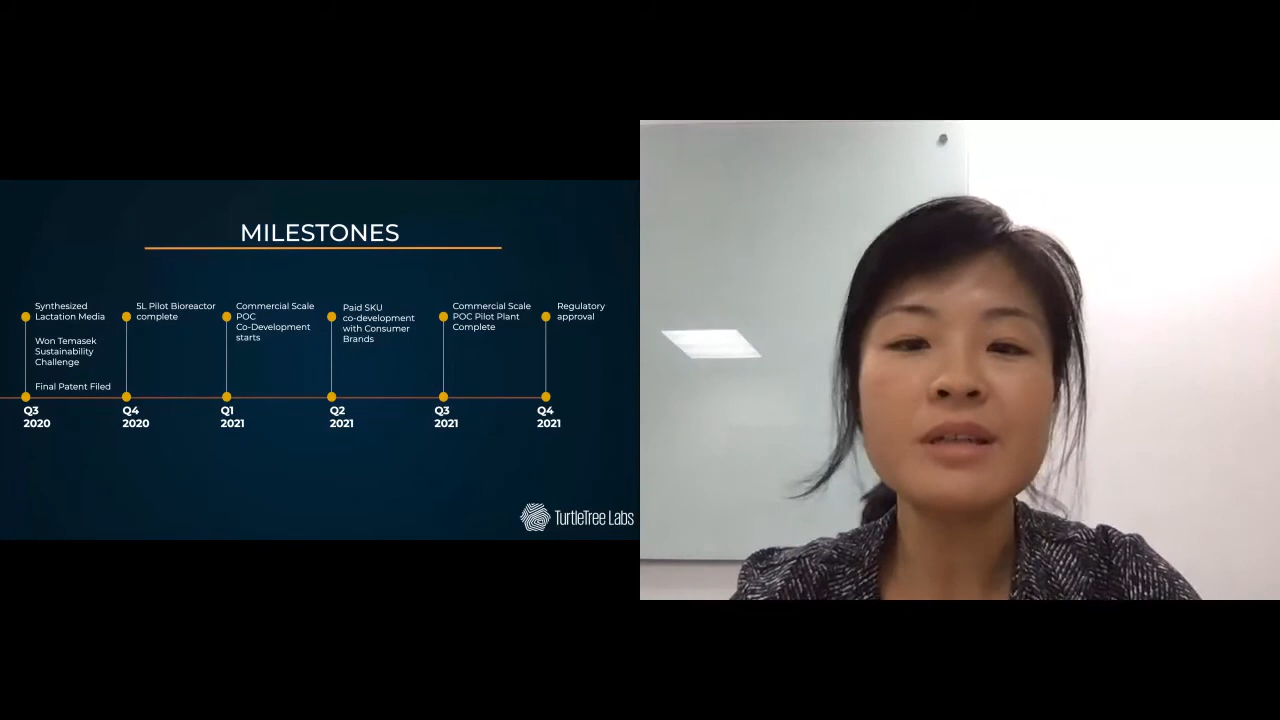 MILESTONES
Synthesized
Lactation Media
Won Temasek
Sustainability
Challenge
Final Patent Filed
5L Pilot Bioreactor
complete
Commercial Scale
POC
Co-Development
starts
Paid SKU
co-development
with Consumer
Brands
Commercial Scale
POC Pilot Plant
Complete
Regulatory
approval
Q3
2020
Q4
2020
Q1
2021
Q2
2021
Q3
2021
Q4
2021
TurtleTree Labs